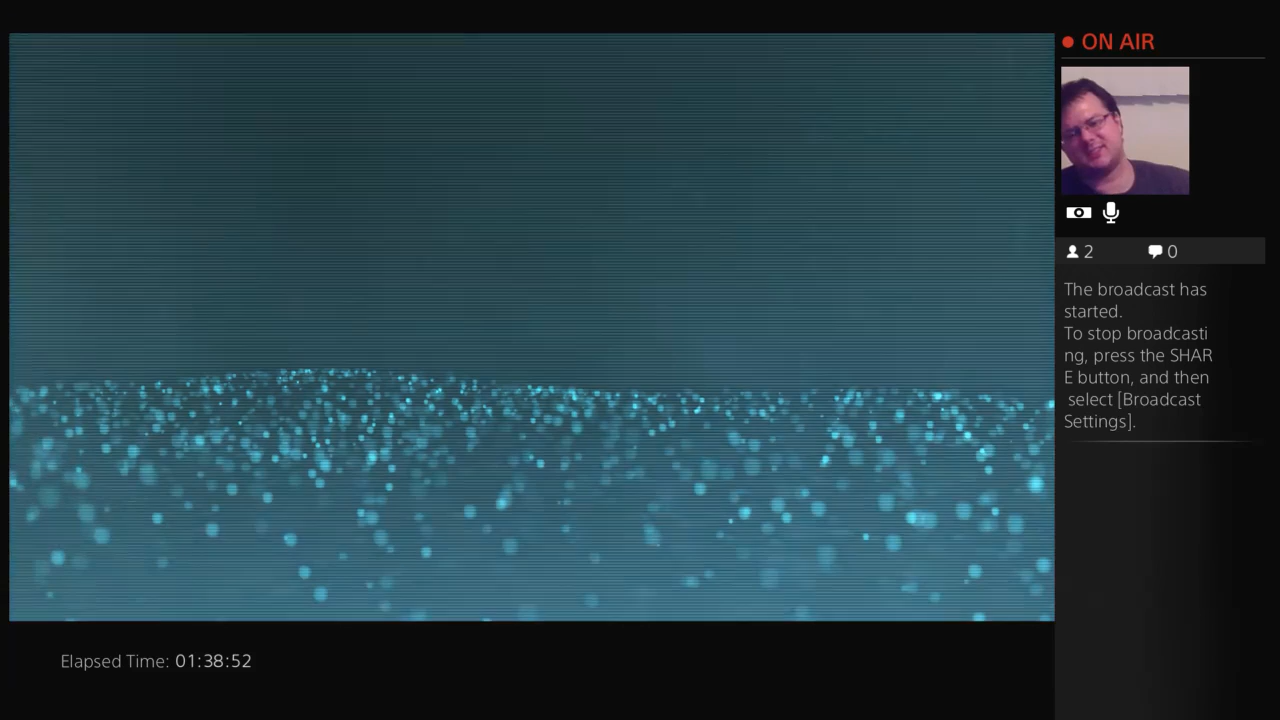 ON AIR
2 0
The broadcast has
started.
To stop broadcasti
ng, press the SHAR
E button, and then
select [Broadcast
Settings].
Elapsed Time: 01:38:52